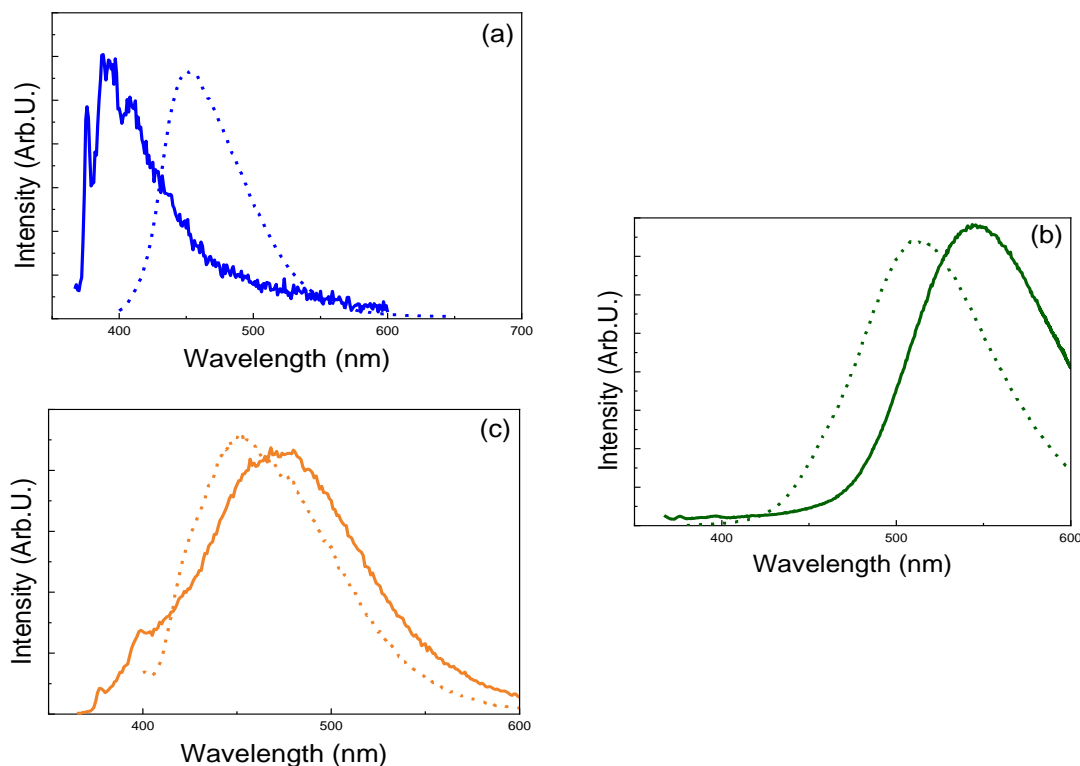 (a)
Intensity (Arb.U.)
400 500 600 700
Wavelength (nm)
(b)
Intensity (Arb.U.)
400 500 600
Wavelength (nm)
(c)
Intensity (Arb.U.)
400 500 600
Wavelength (nm)